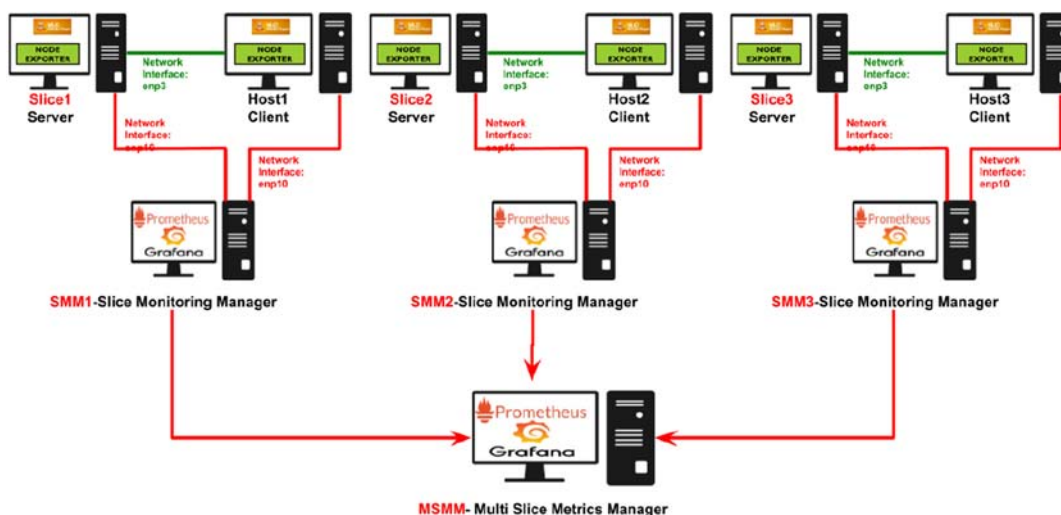 NODE
EXPORTER
NODE
EXPORTER
Network
Interface:
enp3
Slice1
Server
Host1
Client
Network
Interface:
enp10
Network
Interface:
enp10
Prometheus
Grafana
SMM1-Slice Monitoring Manager
NODE
EXPORTER
NODE
EXPORTER
Network
Interface:
enp3
Slice2
Server
Host2
Client
Network
Interface:
enp10
Network
Interface:
enp10
Prometheus
Grafana
SMM2-Slice Monitoring Manager
NODE
EXPORTER
NODE
EXPORTER
Network
Interface:
enp3
Slice3
Server
Host3
Client
Network
Interface:
enp10
Network
Interface:
enp10
Prometheus
Grafana
SMM3-Slice Monitoring Manager
Prometheus
Grafana
MSMM- Multi Slice Metrics Manager